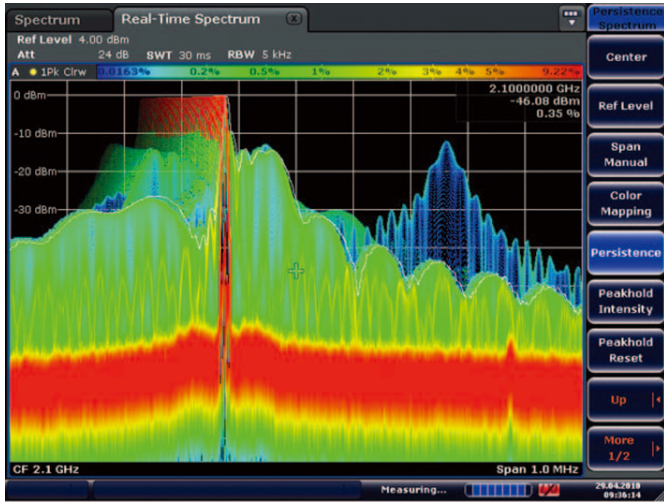 Spectrum
Real-Time Spectrum
Ref Level 4.00 dBm
Att 24 dB SWT 30 ms RBW 5 kHz
A 1Pk Clrw 0.0163% 0.2% 0.5% 1% 2% 3% 4% 5% 9.22%
2.1000000 GHz
-46.08 dBm
0.35 %
0 dBm
-10 dBm
-20 dBm
-30 dBm
CF 2.1 GHz
Span 1.0 MHz
Measuring...
29.04.2010
09:36:14
Persistence
Spectrum
Center
Ref Level
Span
Manual
Color
Mapping
Persistence
Peakhold
Intensity
Peakhold
Reset
Up
More
1/2